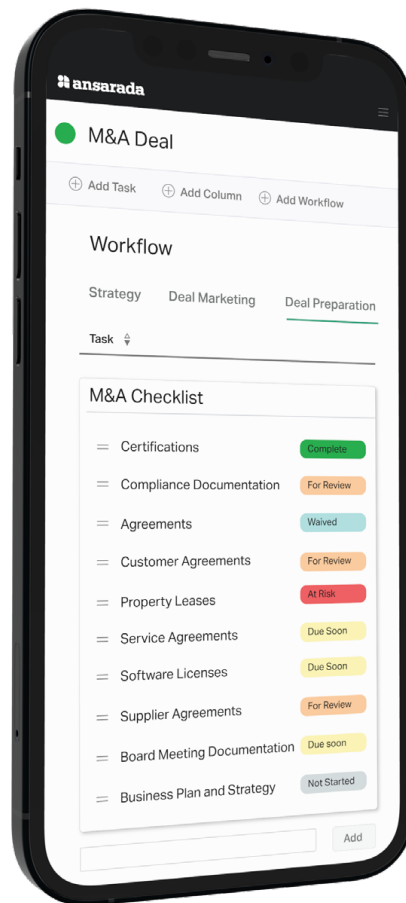 ansarada
M&A Deal
Add Task Add Column Add Workflow
Workflow
Strategy Deal Marketing Deal Preparation
Task
M&A Checklist
Certifications Complete
Compliance Documentation For Review
Agreements Waived
Customer Agreements For Review
Property Leases At Risk
Service Agreements Due Soon
Software Licenses Due Soon
Supplier Agreements For Review
Board Meeting Documentation Due soon
Business Plan and Strategy Not Started
Add